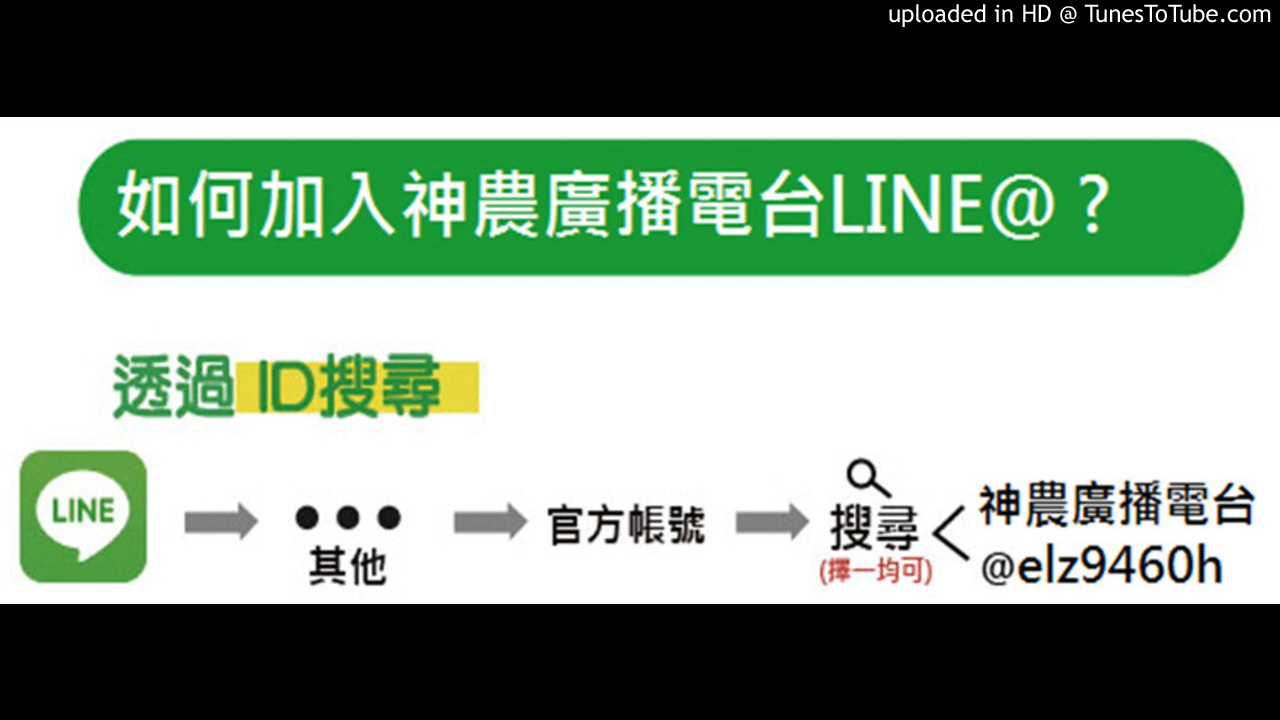 uploaded in HD @ TunesToTube.com
如何加入神農廣播電台LINE@？
透過 ID搜尋
LINE
其他
官方帳號
搜尋
(擇一均可)
神農廣播電台
@elz9460h